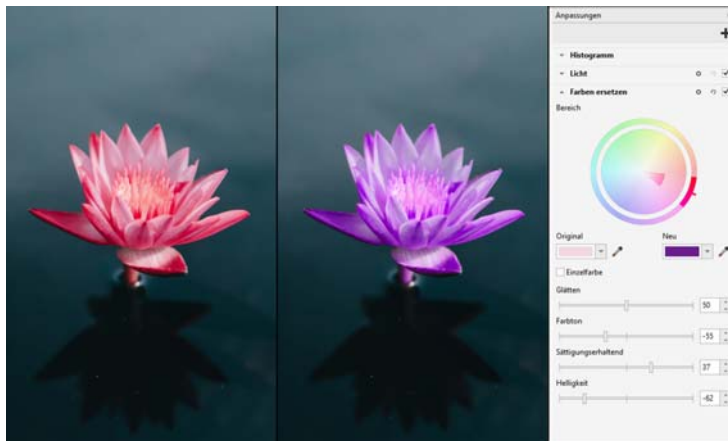 Anpassungen
Histogramm
Licht
Farben ersetzen
Bereich
Original Neu
Einzelfarbe
Glätten
50
Farbton
-55
Sättigungserhaltend
37
Helligkeit
-62